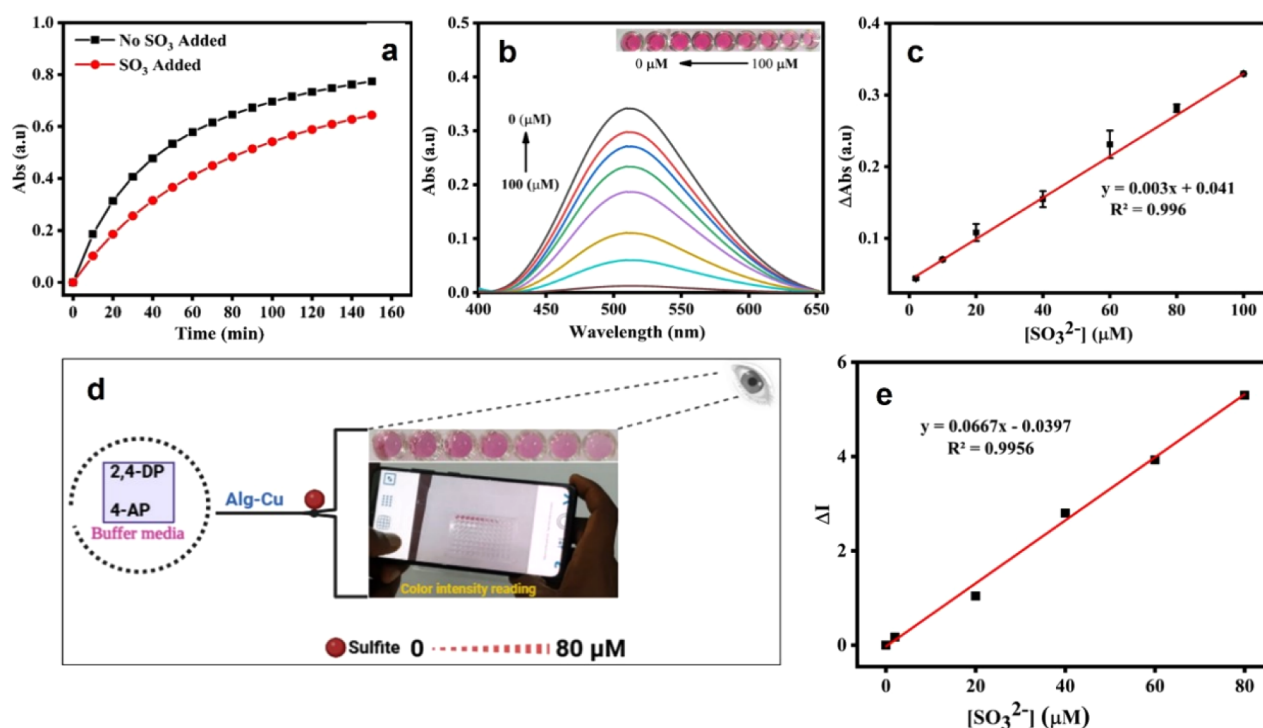 a
No SO₃ Added
SO₃ Added
Abs (a.u)
1.0
0.8
0.6
0.4
0.2
0.0
0 20 40 60 80 100 120 140 160
Time (min)
b
0 μM 100 μM
0 (μM)
100 (μM)
Abs (a.u)
0.5
0.4
0.3
0.2
0.1
0.0
400 450 500 550 600 650
Wavelength (nm)
c
ΔAbs (a.u)
0.4
0.3
0.2
0.1
y = 0.003x + 0.041
R² = 0.996
0 20 40 60 80 100
[SO₃²⁻] (μM)
d
2,4-DP
4-AP
Buffer media
Alg-Cu
Color intensity reading
Sulfite 0 80 μM
e
ΔI
6
4
2
0
y = 0.0667x - 0.0397
R² = 0.9956
0 20 40 60 80
[SO₃²⁻] (μM)